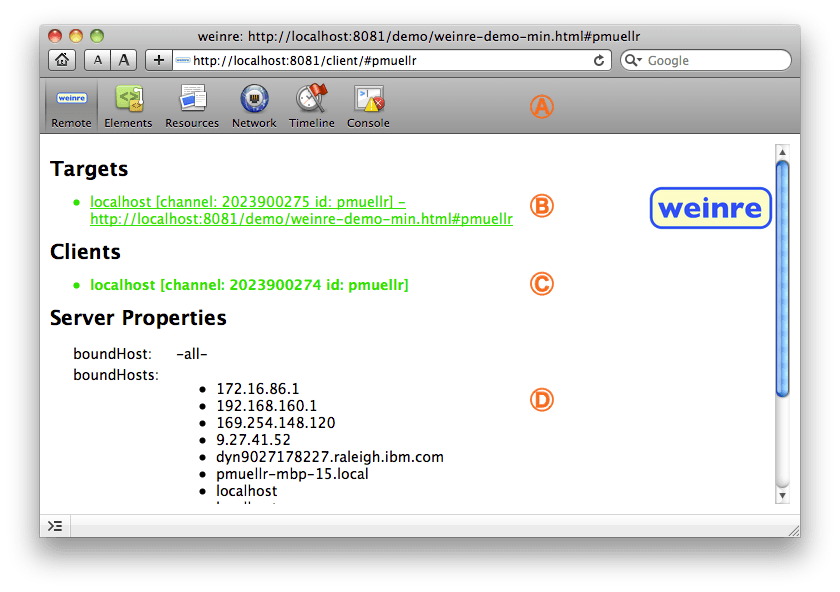 weinre: http://localhost:8081/demo/weinre-demo-min.html#pmuellr
A A + http://localhost:8081/client/#pmuellr Google
weinre
Remote Elements Resources Network Timeline Console
A
Targets
• localhost [channel: 2023900275 id: pmuellr] –
http://localhost:8081/demo/weinre-demo-min.html#pmuellr
B
weinre
Clients
• localhost [channel: 2023900274 id: pmuellr]
C
Server Properties
boundHost: -all-
boundHosts:
• 172.16.86.1
• 192.168.160.1
• 169.254.148.120
• 9.27.41.52
• dyn9027178227.raleigh.ibm.com
• pmuellr-mbp-15.local
• localhost
D